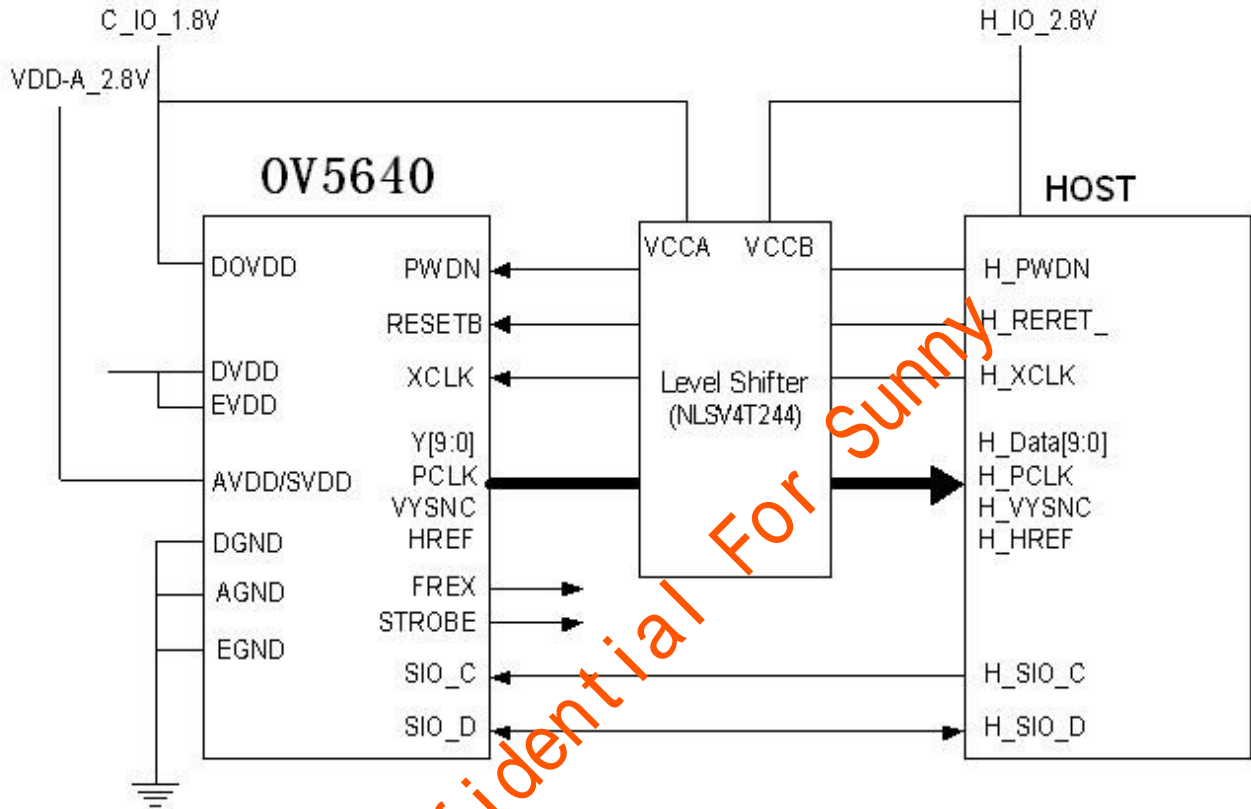 C_IO_1.8V
H_IO_2.8V
VDD-A_2.8V
OV5640
HOST
DOVDD
DVDD
EVDD
AVDD/SVDD
DGND
AGND
EGND
PWDN
RESETB
XCLK
Y[9:0]
PCLK
VYSNC
HREF
FREX
STROBE
SIO_C
SIO_D
VCCA VCCB
Level Shifter
(NLSV4T244)
H_PWDN
H_RERET_
H_XCLK
H_Data[9:0]
H_PCLK
H_VYSNC
H_HREF
H_SIO_C
H_SIO_D
fidential For Sunny